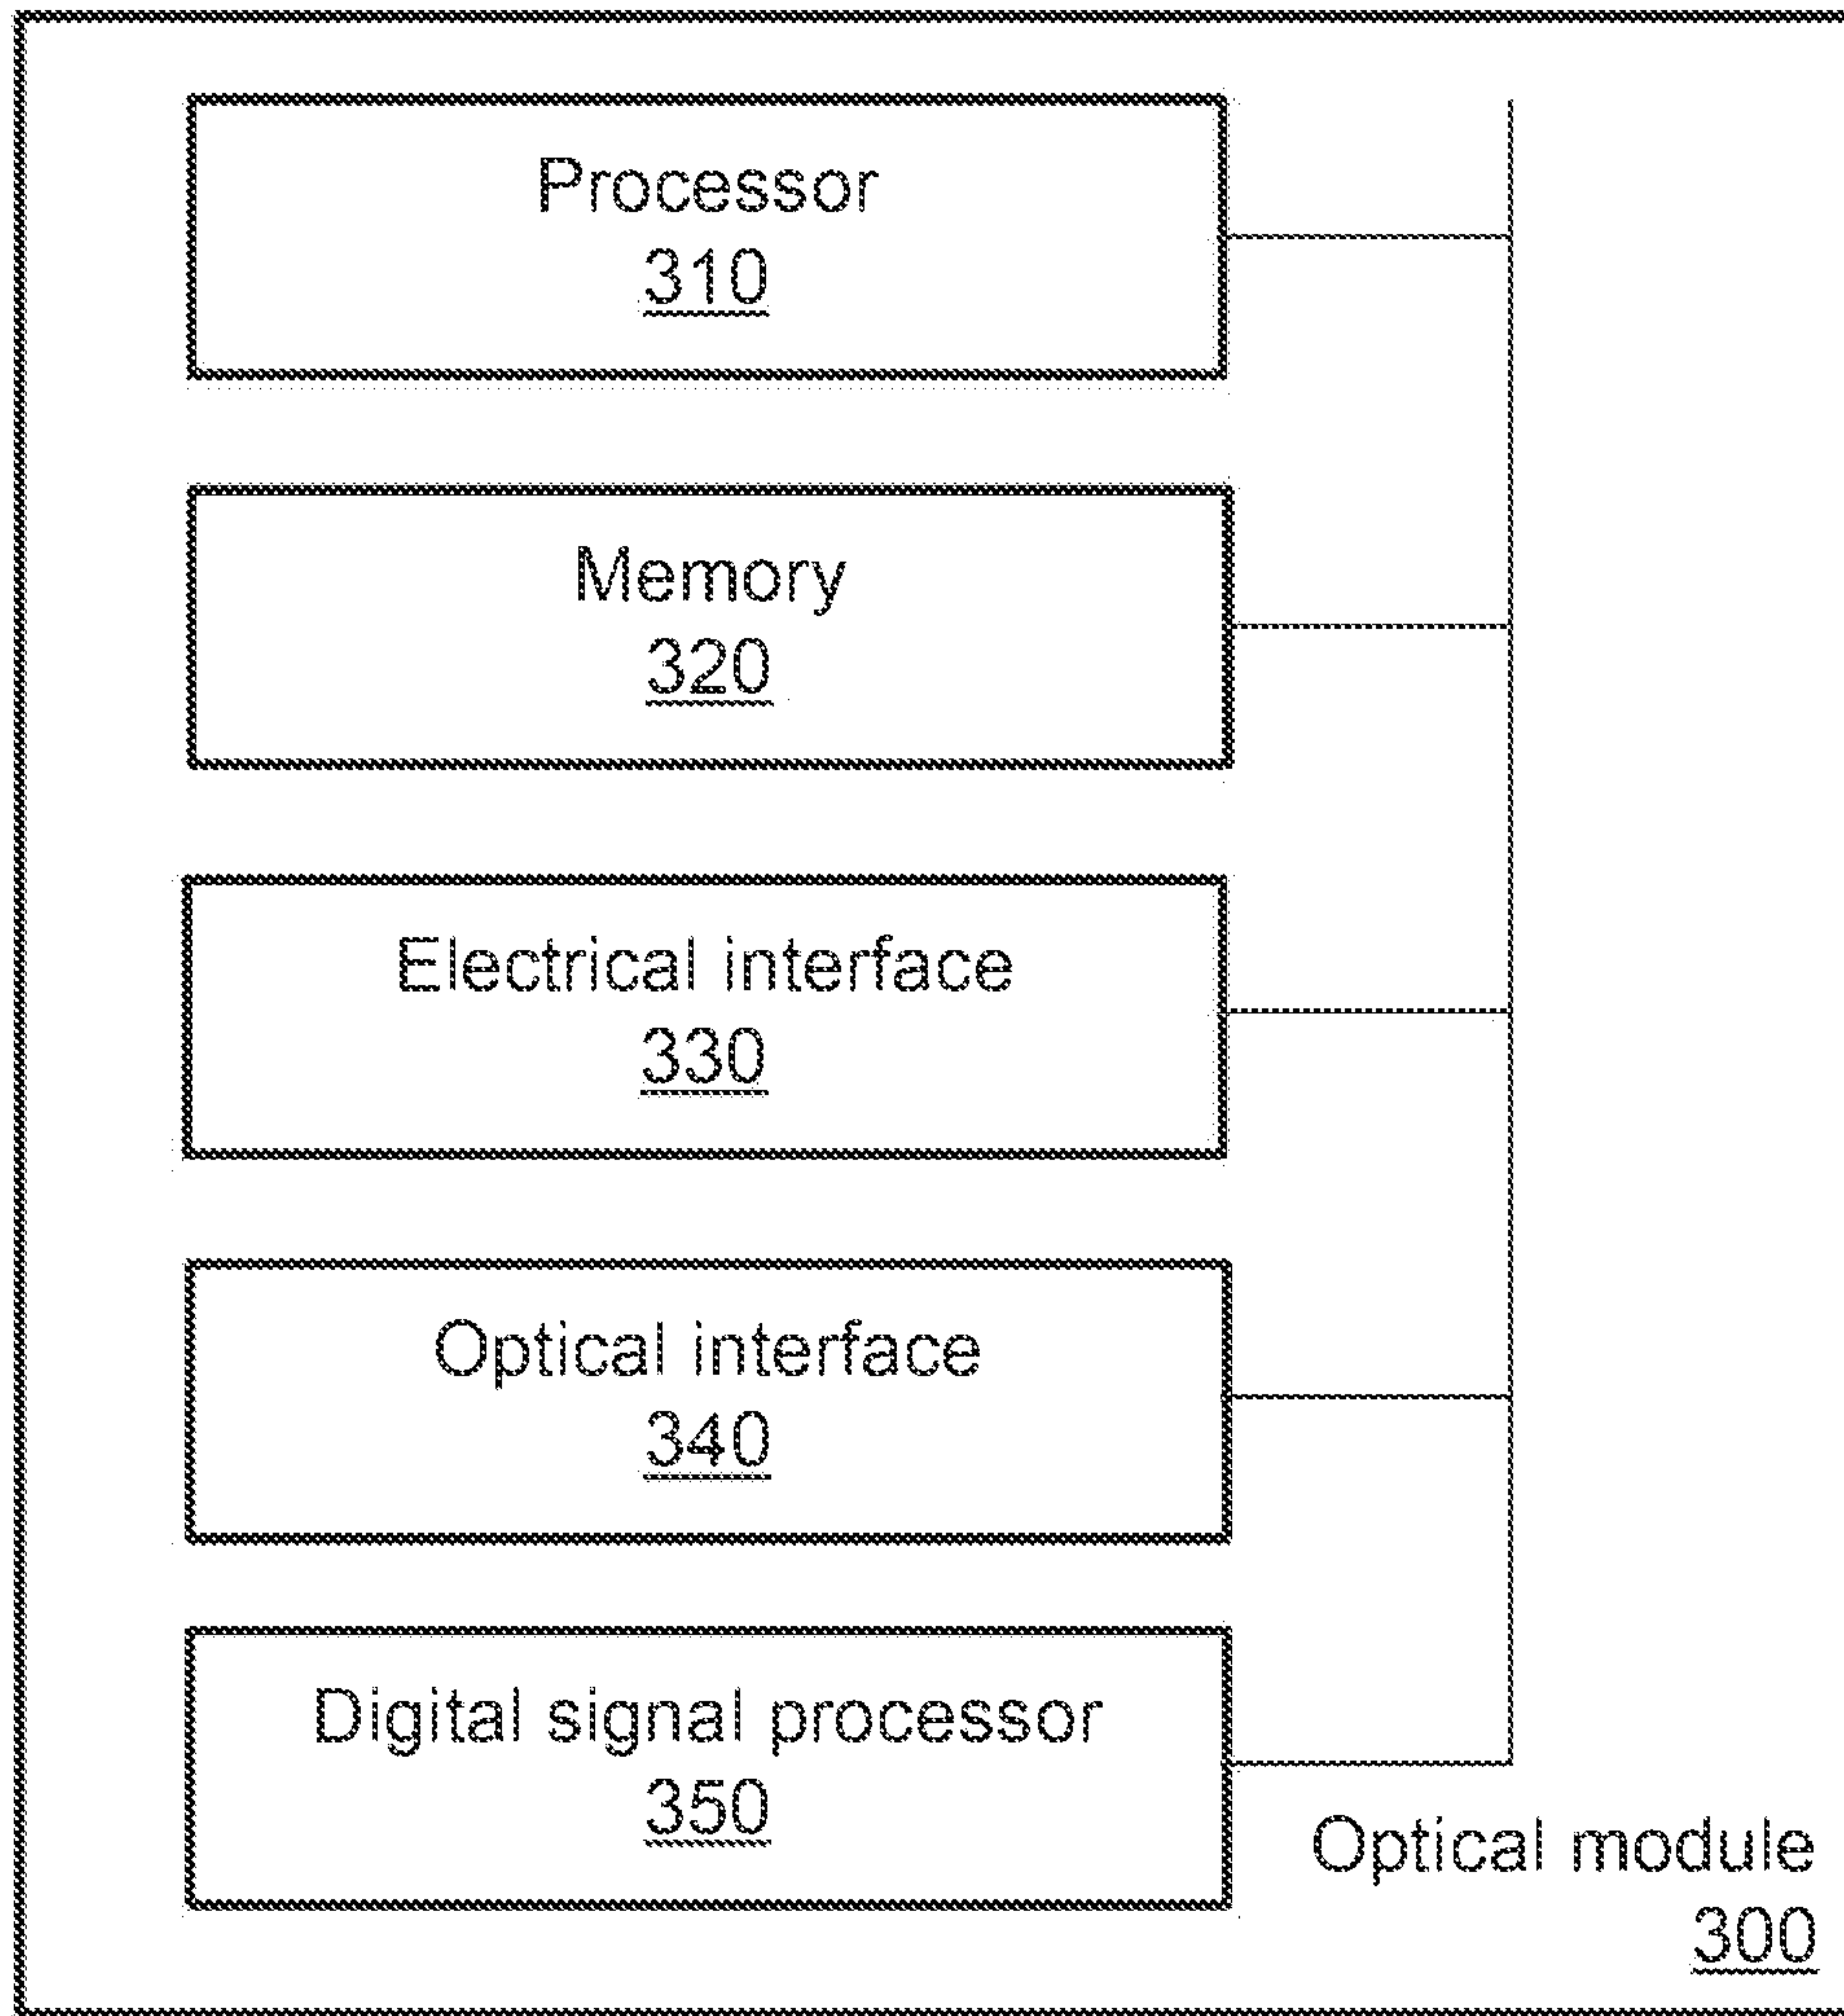 Processor
310
Memory
320
Electrical interface
330
Optical interface
340
Digital signal processor
350
Optical module
300